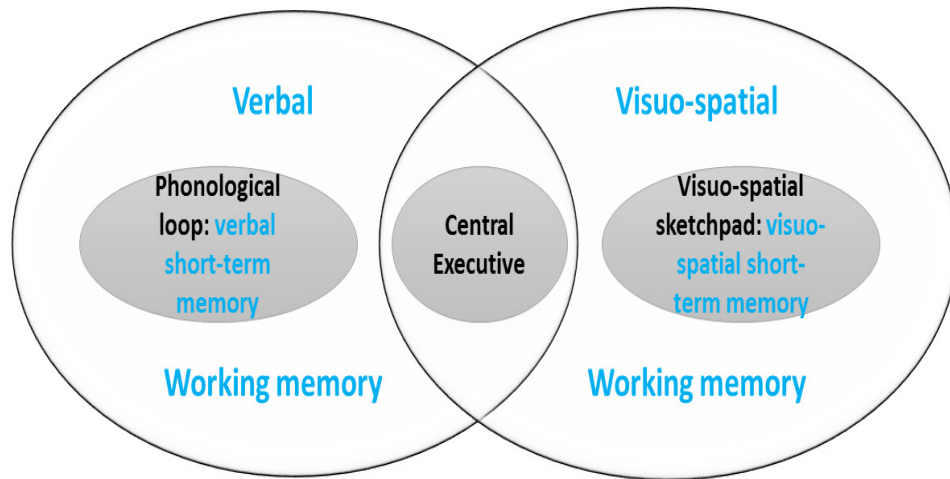 Verbal
Visuo-spatial
Phonological
loop: verbal
short-term
memory
Central
Executive
Visuo-spatial
sketchpad: visuo-
spatial short-
term memory
Working memory
Working memory